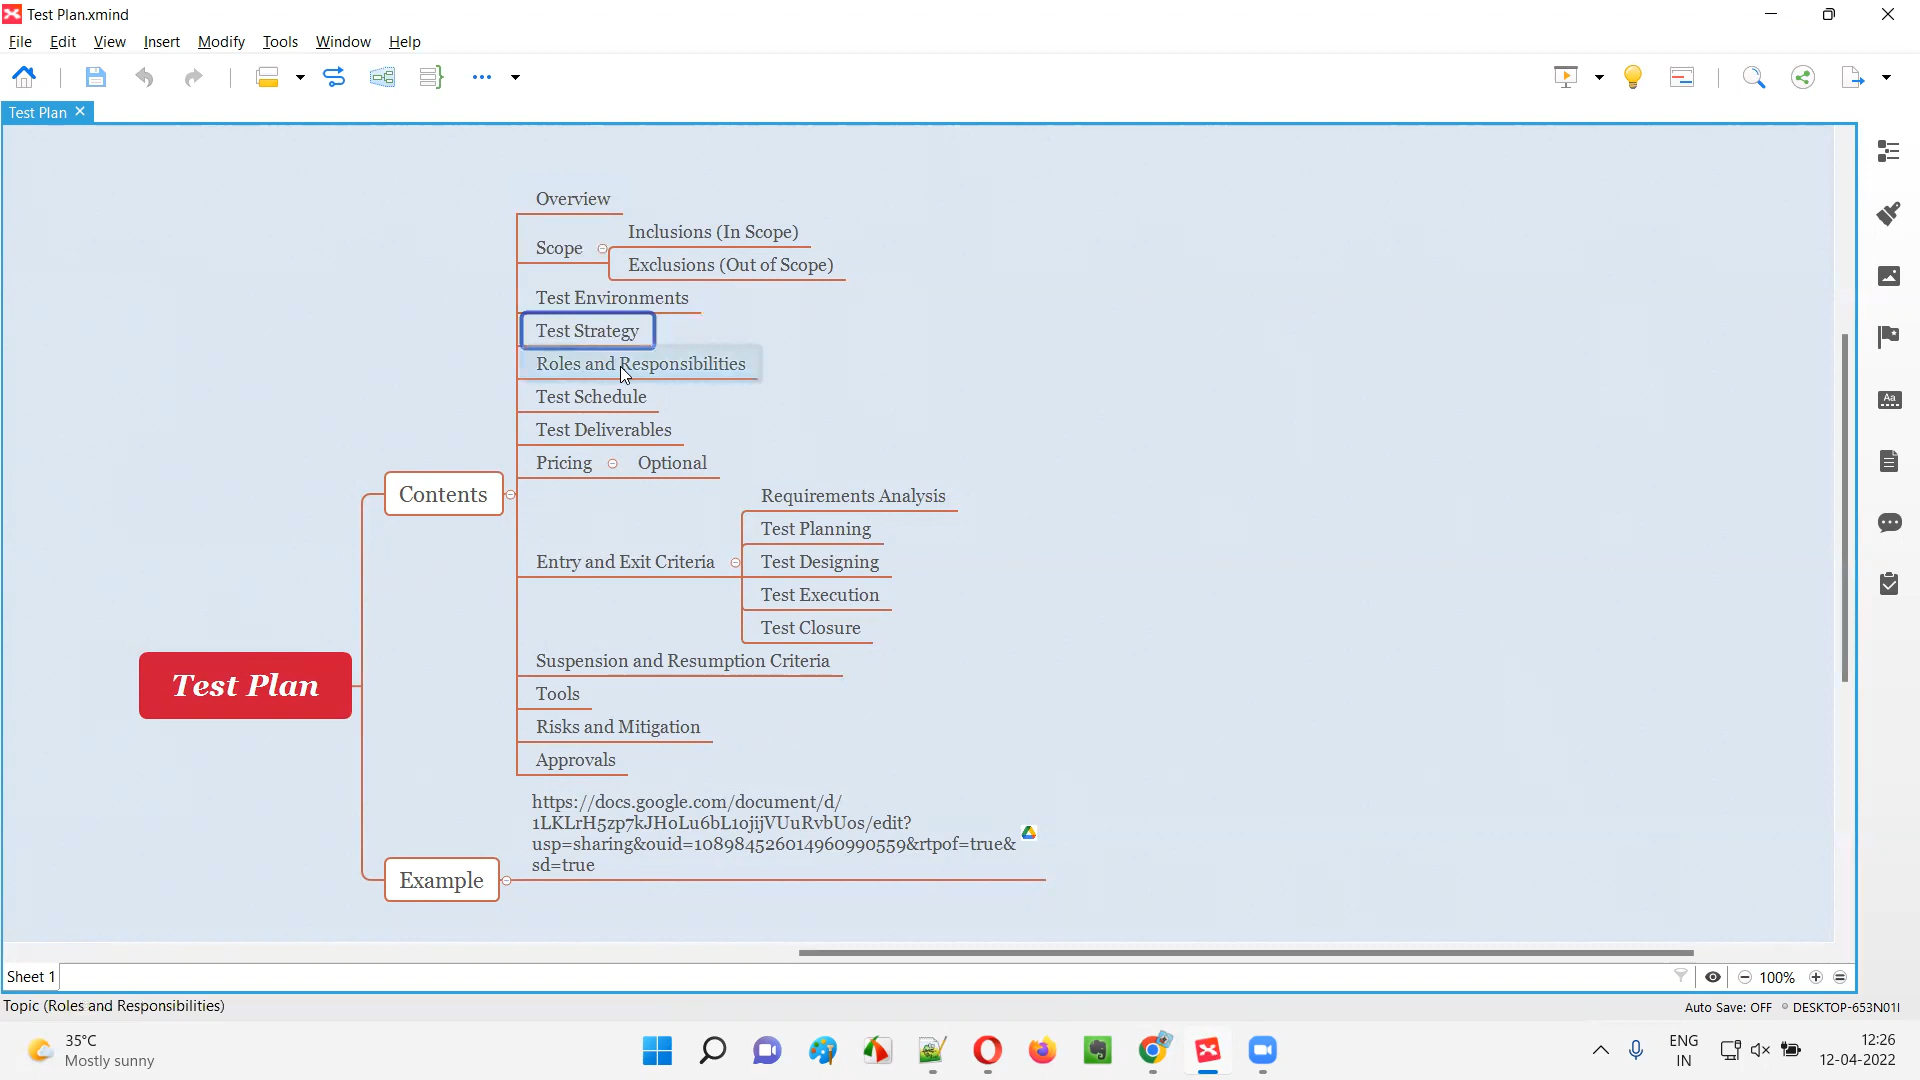 Test Plan.xmind
File Edit View Insert Modify Tools Window Help
Test Plan
Overview
Inclusions (In Scope)
Scope
Exclusions (Out of Scope)
Test Environments
Test Strategy
Roles and Responsibilities
Test Schedule
Test Deliverables
Pricing Optional
Contents
Requirements Analysis
Test Planning
Entry and Exit Criteria Test Designing
Test Execution
Test Closure
Suspension and Resumption Criteria
Test Plan
Tools
Risks and Mitigation
Approvals
https://docs.google.com/document/d/
1LKLrH5zp7kJHoLu6bL1ojijVUuRvbUos/edit?
usp=sharing&ouid=108984526014960990559&rtpof=true&
sd=true
Example
Sheet 1
100%
Topic (Roles and Responsibilities)
Auto Save: OFF
DESKTOP-653N01I
35°C
Mostly sunny
Aa
ENG
IN
12:26
12-04-2022